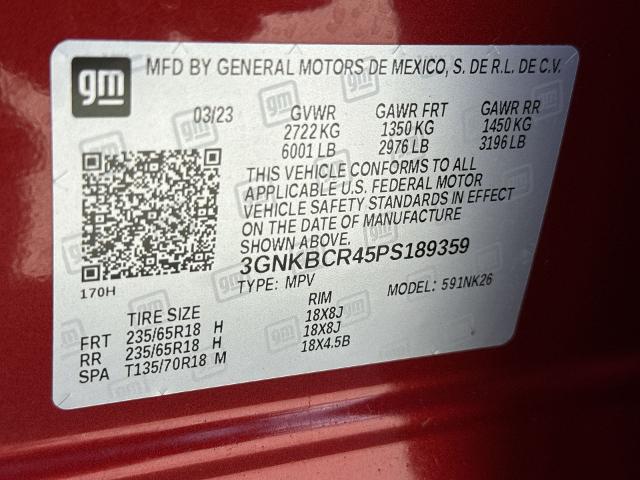 gm
MFD BY GENERAL MOTORS DE MEXICO, S. DE R.L. DE C.V.
03/23 GVWR GAWR FRT GAWR RR
2722 KG 1350 KG 1450 KG
6001 LB 2976 LB 3196 LB
THIS VEHICLE CONFORMS TO ALL
APPLICABLE U.S. FEDERAL MOTOR
VEHICLE SAFETY STANDARDS IN EFFECT
ON THE DATE OF MANUFACTURE
SHOWN ABOVE.
3GNKBCR45PS189359
170H TYPE: MPV MODEL: 591NK26
TIRE SIZE RIM
FRT 235/65R18 H 18X8J
RR 235/65R18 H 18X8J
SPA T135/70R18 M 18X4.5B